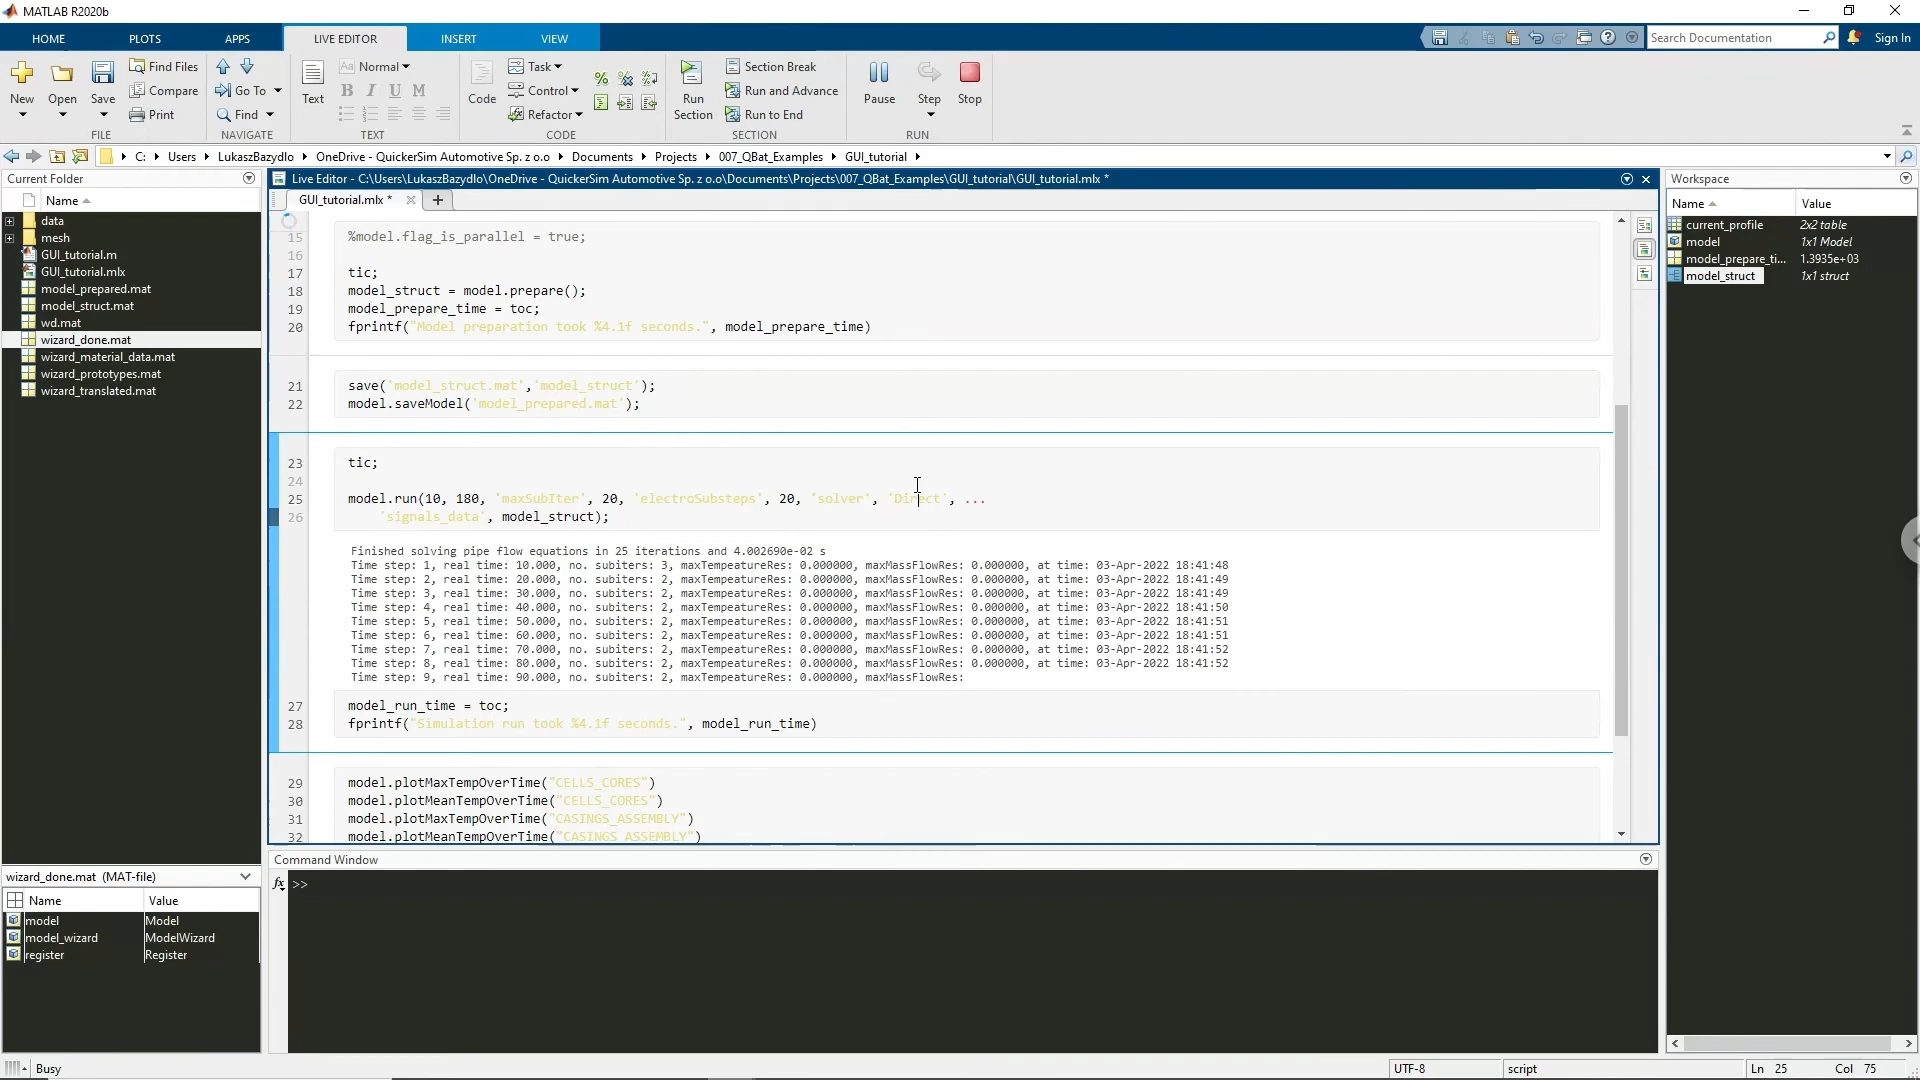 MATLAB R2020b
HOME PLOTS APPS LIVE EDITOR INSERT VIEW
Search Documentation
Sign In
New
Open
Save
Find Files
Compare
Print
FILE
Go To
Find
NAVIGATE
Text
Aa Normal
B I U M
TEXT
Code
Task
Control
Refactor
CODE
Run
Section
Section Break
Run and Advance
Run to End
SECTION
Pause
Step
Stop
RUN
C: Users LukaszBazydlo OneDrive - QuickerSim Automotive Sp. z o.o Documents Projects 007_QBat_Examples GUI_tutorial
Current Folder
Name
data
mesh
GUI_tutorial.m
GUI_tutorial.mlx
model_prepared.mat
model_struct.mat
wd.mat
wizard_done.mat
wizard_material_data.mat
wizard_prototypes.mat
wizard_translated.mat
wizard_done.mat (MAT-file)
Name Value
model Model
model_wizard ModelWizard
register Register
Live Editor - C:\Users\LukaszBazydlo\OneDrive - QuickerSim Automotive Sp. z o.o\Documents\Projects\007_QBat_Examples\GUI_tutorial\GUI_tutorial.mlx *
GUI_tutorial.mlx *
15 %model.flag_is_parallel = true;
16
17 tic;
18 model_struct = model.prepare();
19 model_prepare_time = toc;
20 fprintf("Model preparation took %4.1f seconds.", model_prepare_time)
21 save('model_struct.mat','model_struct');
22 model.saveModel('model_prepared.mat');
23 tic;
24
25 model.run(10, 180, 'maxSubIter', 20, 'electroSubsteps', 20, 'solver', 'Direct', ...
26 'signals_data', model_struct);
Finished solving pipe flow equations in 25 iterations and 4.002690e-02 s
Time step: 1, real time: 10.000, no. subiters: 3, maxTempeatureRes: 0.000000, maxMassFlowRes: 0.000000, at time: 03-Apr-2022 18:41:48
Time step: 2, real time: 20.000, no. subiters: 2, maxTempeatureRes: 0.000000, maxMassFlowRes: 0.000000, at time: 03-Apr-2022 18:41:49
Time step: 3, real time: 30.000, no. subiters: 2, maxTempeatureRes: 0.000000, maxMassFlowRes: 0.000000, at time: 03-Apr-2022 18:41:49
Time step: 4, real time: 40.000, no. subiters: 2, maxTempeatureRes: 0.000000, maxMassFlowRes: 0.000000, at time: 03-Apr-2022 18:41:50
Time step: 5, real time: 50.000, no. subiters: 2, maxTempeatureRes: 0.000000, maxMassFlowRes: 0.000000, at time: 03-Apr-2022 18:41:51
Time step: 6, real time: 60.000, no. subiters: 2, maxTempeatureRes: 0.000000, maxMassFlowRes: 0.000000, at time: 03-Apr-2022 18:41:51
Time step: 7, real time: 70.000, no. subiters: 2, maxTempeatureRes: 0.000000, maxMassFlowRes: 0.000000, at time: 03-Apr-2022 18:41:52
Time step: 8, real time: 80.000, no. subiters: 2, maxTempeatureRes: 0.000000, maxMassFlowRes: 0.000000, at time: 03-Apr-2022 18:41:52
Time step: 9, real time: 90.000, no. subiters: 2, maxTempeatureRes: 0.000000, maxMassFlowRes:
27 model_run_time = toc;
28 fprintf("Simulation run took %4.1f seconds.", model_run_time)
29 model.plotMaxTempOverTime("CELLS_CORES")
30 model.plotMeanTempOverTime("CELLS_CORES")
31 model.plotMaxTempOverTime("CASINGS_ASSEMBLY")
32 model.plotMeanTempOverTime("CASINGS_ASSEMBLY")
Command Window
fx >>
Workspace
Name Value
current_profile 2x2 table
model 1x1 Model
model_prepare_ti... 1.3935e+03
model_struct 1x1 struct
Busy
UTF-8
script
Ln 25 Col 75